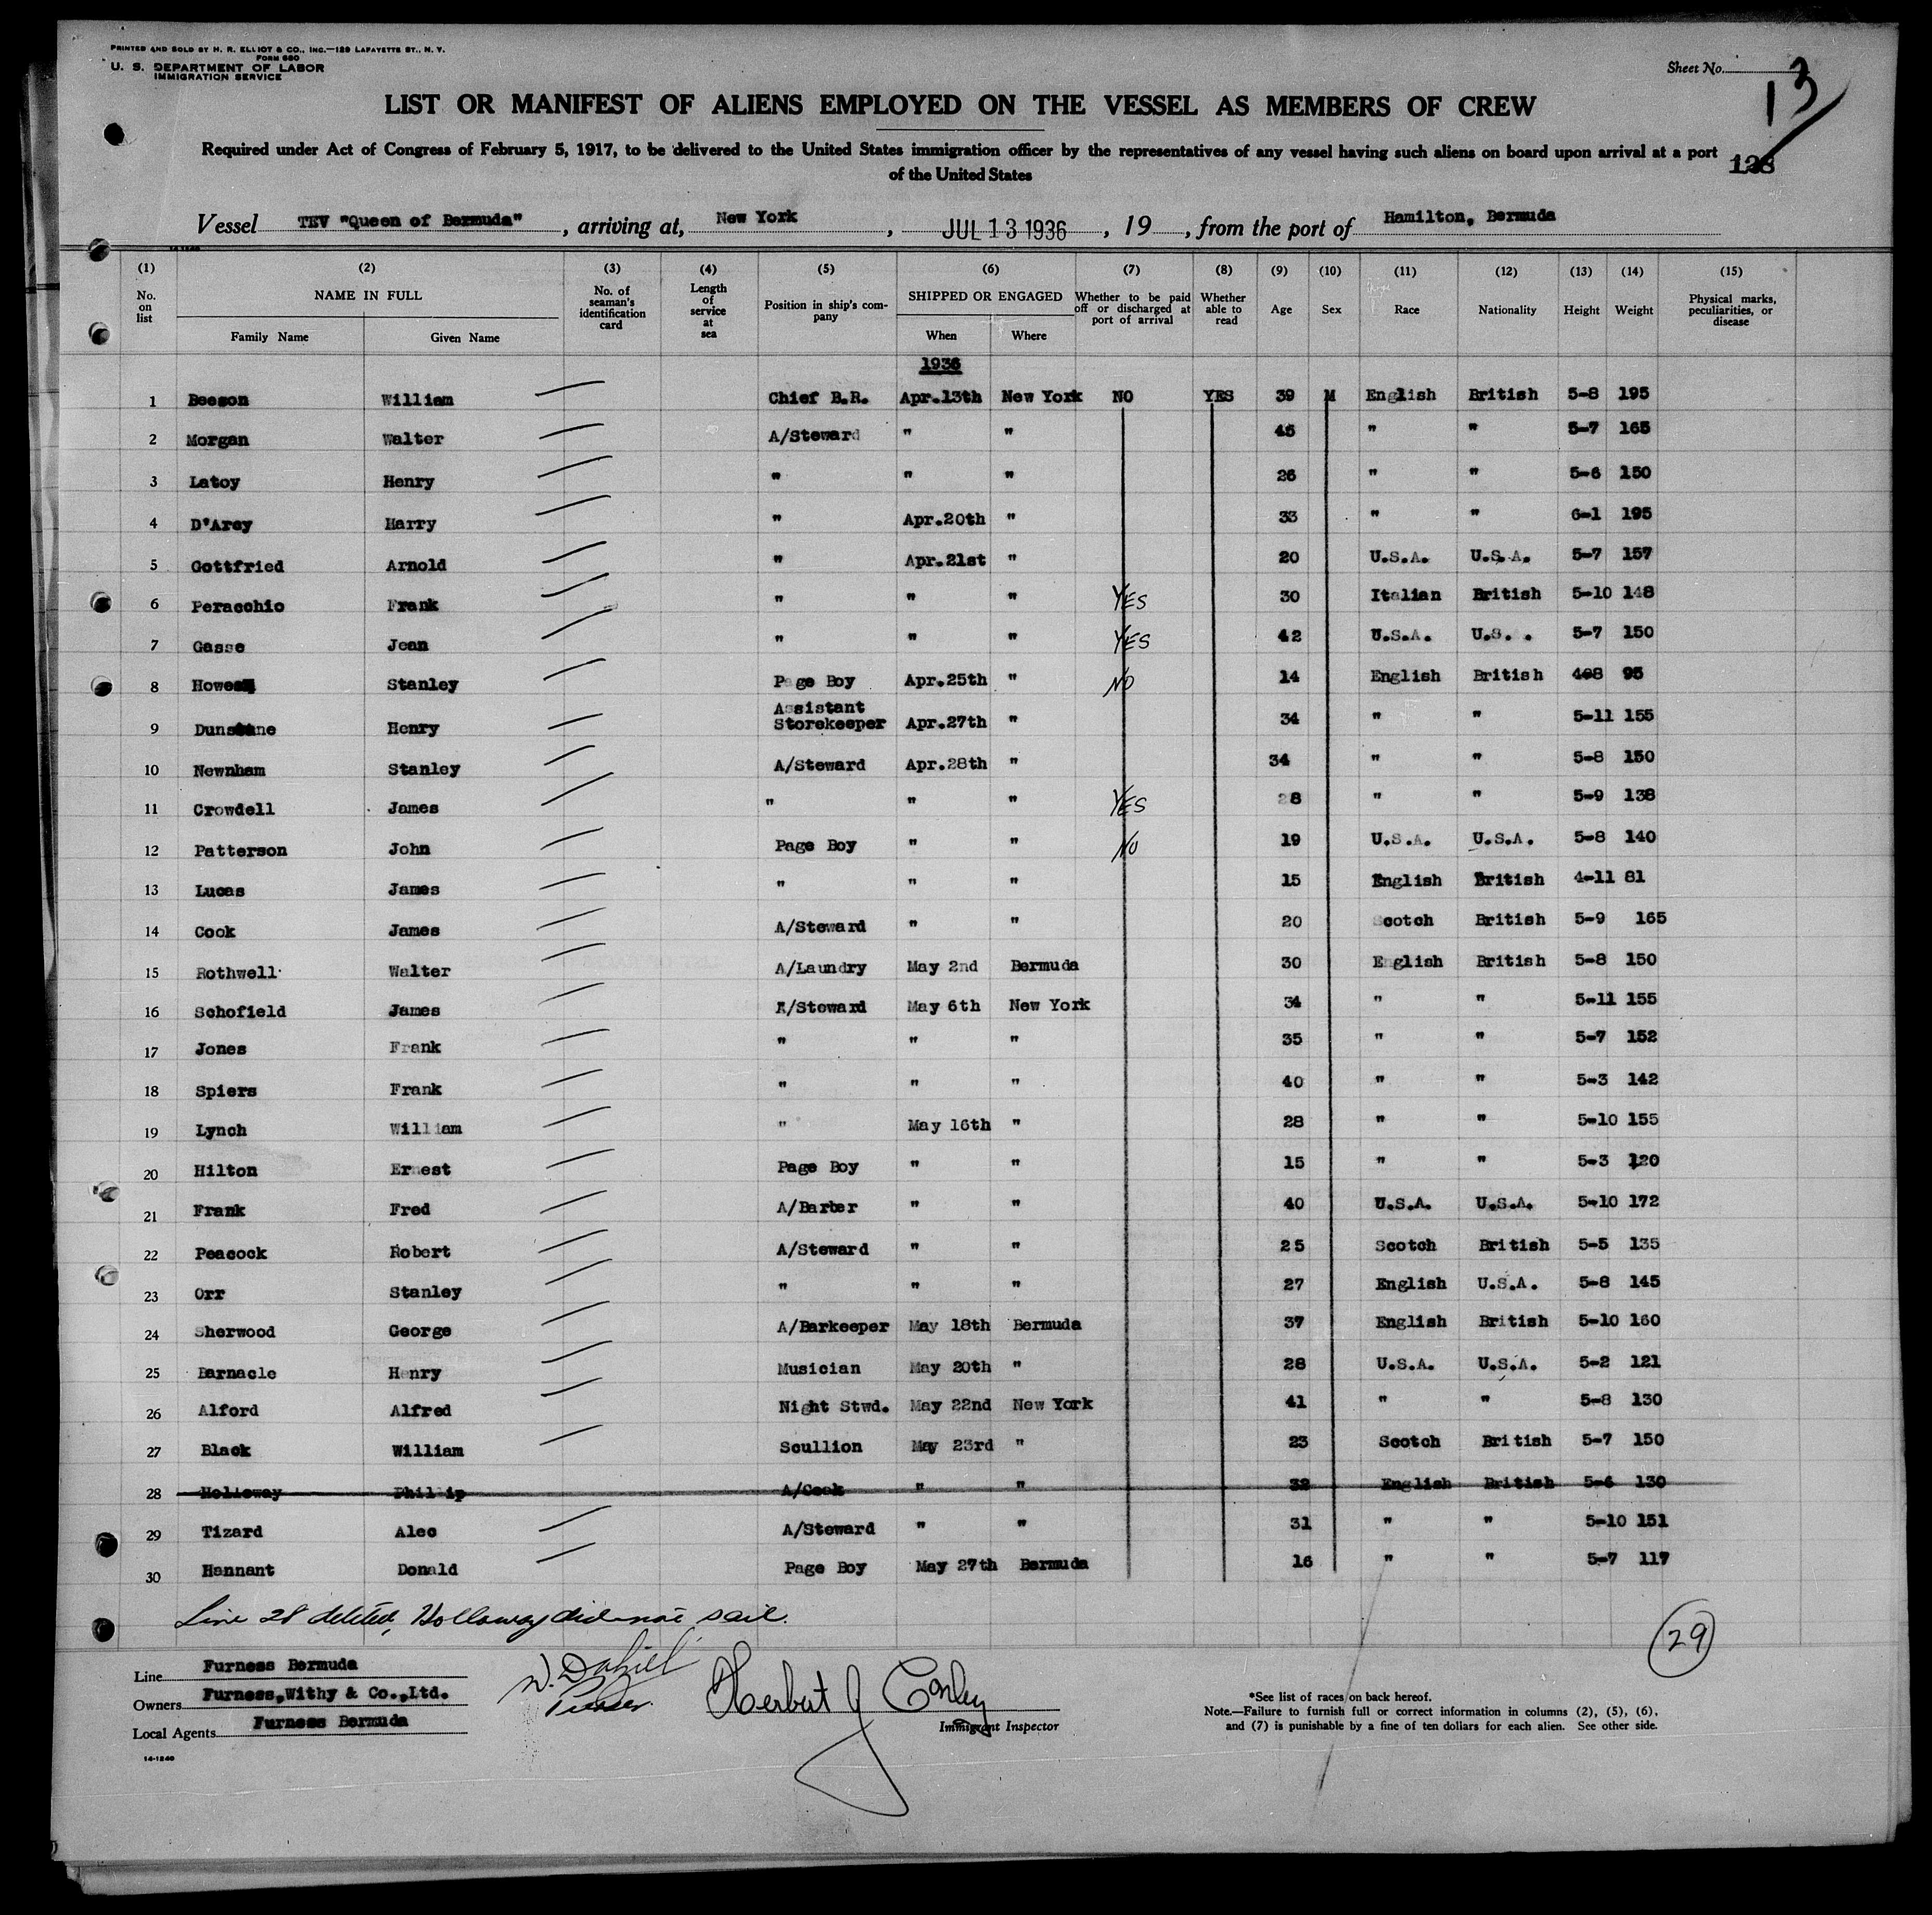 PRINTED AND SOLD BY H. R. ELLIOT & CO., INC.—129 LAFAYETTE ST., N. Y.
FORM 680
U. S. DEPARTMENT OF LABOR
IMMIGRATION SERVICE
Sheet No. 13
LIST OR MANIFEST OF ALIENS EMPLOYED ON THE VESSEL AS MEMBERS OF CREW
Required under Act of Congress of February 5, 1917, to be delivered to the United States immigration officer by the representatives of any vessel having such aliens on board upon arrival at a port
of the United States
128
Vessel TEV "Queen of Bermuda", arriving at, New York, JUL 13 1936, 19, from the port of Hamilton, Bermuda
(1) (2) (3) (4) (5) (6) (7) (8) (9) (10) (11) (12) (13) (14) (15)
No. on list NAME IN FULL Family Name Given Name No. of seaman's identification card Length of service at sea Position in ship's company SHIPPED OR ENGAGED When Where Whether to be paid off or discharged at port of arrival Whether able to read Age Sex Race Nationality Height Weight Physical marks, peculiarities, or disease
1936
1 Beeson William Chief B.R. Apr.13th New York NO YES 39 M English British 5-8 195
2 Morgan Walter A/Steward " " 45 " " 5-7 165
3 Latoy Henry " " " 26 " " 5-6 150
4 D'Arcy Harry " Apr.20th " 33 " " 6-1 195
5 Gottfried Arnold " Apr.21st " 20 U.S.A. U.S.A. 5-7 157
6 Peracchio Frank " " " YES 30 Italian British 5-10 148
7 Gasse Jean " " " YES 42 U.S.A. U.S. . 5-7 150
8 Howe Stanley Page Boy Apr.25th " NO 14 English British 4-8 95
9 Dunstane Henry Assistant Storekeeper Apr.27th " 34 " " 5-11 155
10 Newnham Stanley A/Steward Apr.28th " 34 " " 5-8 150
11 Crowdell James " " " YES 28 " " 5-9 138
12 Patterson John Page Boy " " NO 19 U.S.A. U.S.A. 5-8 140
13 Lucas James " " " 15 English British 4-11 81
14 Cook James A/Steward " " 20 Scotch British 5-9 165
15 Rothwell Walter A/Laundry May 2nd Bermuda 30 English British 5-8 150
16 Schofield James A/Steward May 6th New York 34 " " 5-11 155
17 Jones Frank " " " 35 " " 5-7 152
18 Spiers Frank " " " 40 " " 5-3 142
19 Lynch William " May 16th " 28 " " 5-10 155
20 Hilton Ernest Page Boy " " 15 " " 5-3 120
21 Frank Fred A/Barber " " 40 U.S.A. U.S.A. 5-10 172
22 Peacock Robert A/Steward " " 25 Scotch British 5-5 135
23 Orr Stanley " " " 27 English U.S.A. 5-8 145
24 Sherwood George A/Barkeeper May 18th Bermuda 37 English British 5-10 160
25 Barnacle Henry Musician May 20th " 28 U.S.A. U.S.A. 5-2 121
26 Alford Alfred Night Stwd. May 22nd New York 41 " " 5-8 130
27 Black William Scullion May 23rd " 23 Scotch British 5-7 150
28 Holloway Phillip A/Cook " " 32 English British 5-6 130
29 Tizard Alec A/Steward " " 31 " " 5-10 151
30 Hannant Donald Page Boy May 27th Bermuda 16 " " 5-7 117
Line 28 deleted, Holloway did not sail.
29
Line Furness Bermuda
Owners Furness,Withy & Co.,Ltd.
Local Agents Furness Bermuda
Purser.
Herbert J Conley
Immigrant Inspector
*See list of races on back hereof.
Note.—Failure to furnish full or correct information in columns (2), (5), (6),
and (7) is punishable by a fine of ten dollars for each alien. See other side.
14-1240